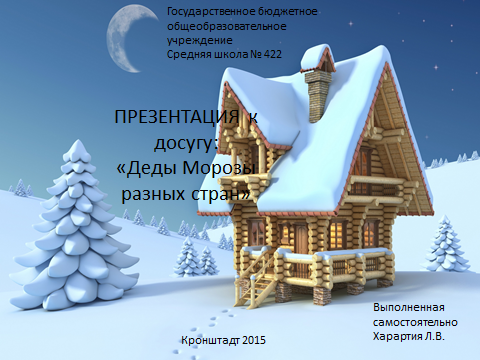 Государственное бюджетное
общеобразовательное
учреждение
Средняя школа № 422
ПРЕЗЕНТАЦИЯ к
досугу:
«Деды Морозы
разных стран»
Выполненная
самостоятельно
Харартия Л.В.
Кронштадт 2015